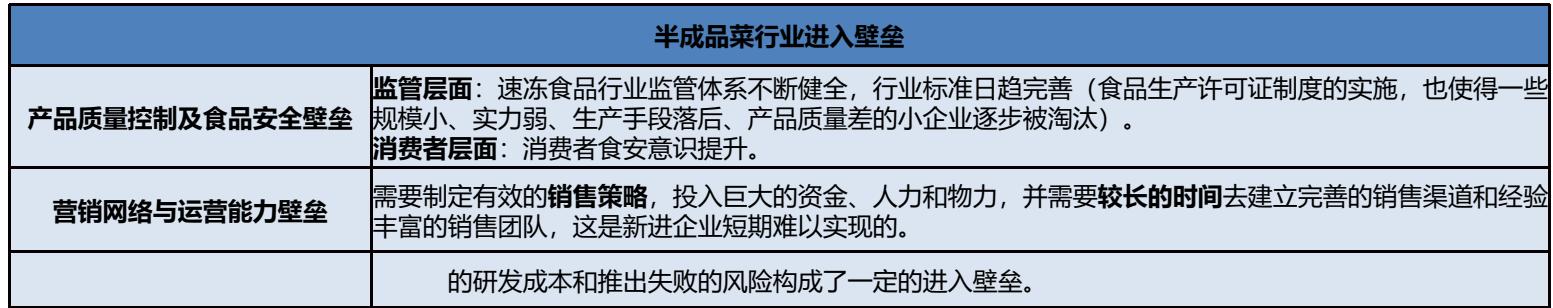 半成品菜行业进入壁垒
产品质量控制及食品安全壁垒
监管层面：速冻食品行业监管体系不断健全，行业标准日趋完善（食品生产许可证制度的实施，也使得一些
规模小、实力弱、生产手段落后、产品质量差的小企业逐步被淘汰）。
消费者层面：消费者食安意识提升。
营销网络与运营能力壁垒
需要制定有效的销售策略，投入巨大的资金、人力和物力，并需要较长的时间去建立完善的销售渠道和经验
丰富的销售团队，这是新进企业短期难以实现的。
的研发成本和推出失败的风险构成了一定的进入壁垒。